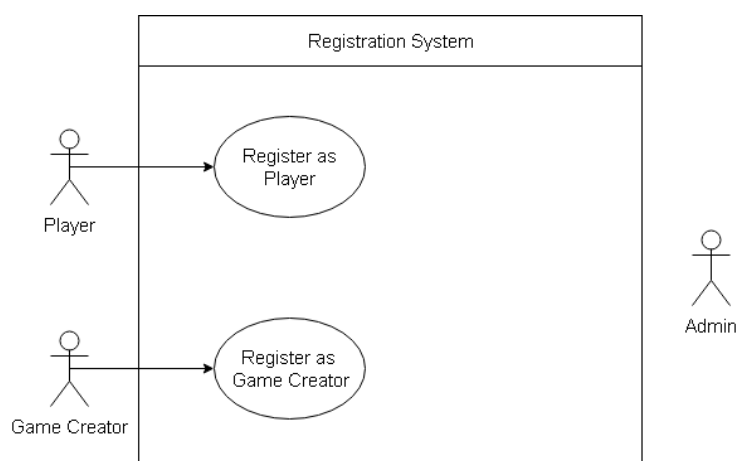 Registration System
Register as
Player
Player
Admin
Register as
Game Creator
Game Creator